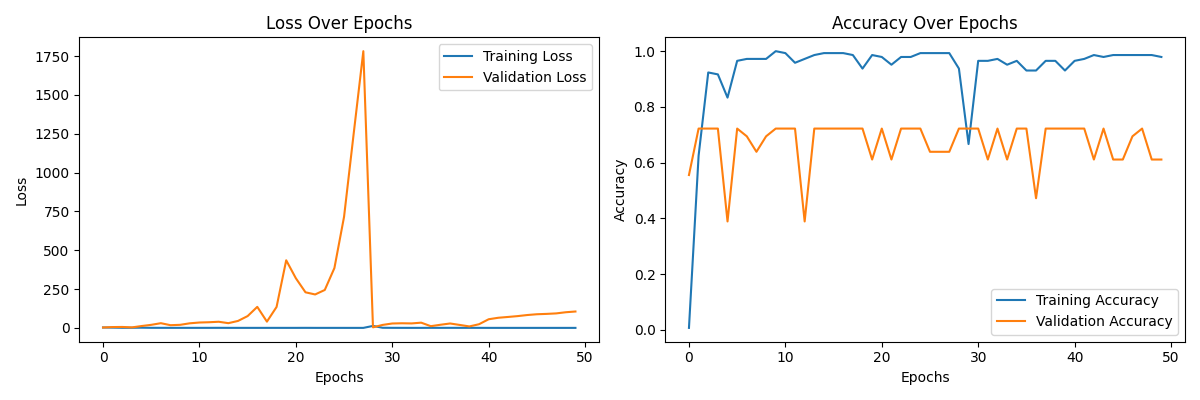 Loss Over Epochs
Training Loss
Validation Loss
1750
1500
1250
1000
750
500
250
0
Loss
0 10 20 30 40 50
Epochs
Accuracy Over Epochs
1.0
0.8
0.6
0.4
0.2
0.0
Accuracy
Training Accuracy
Validation Accuracy
0 10 20 30 40 50
Epochs